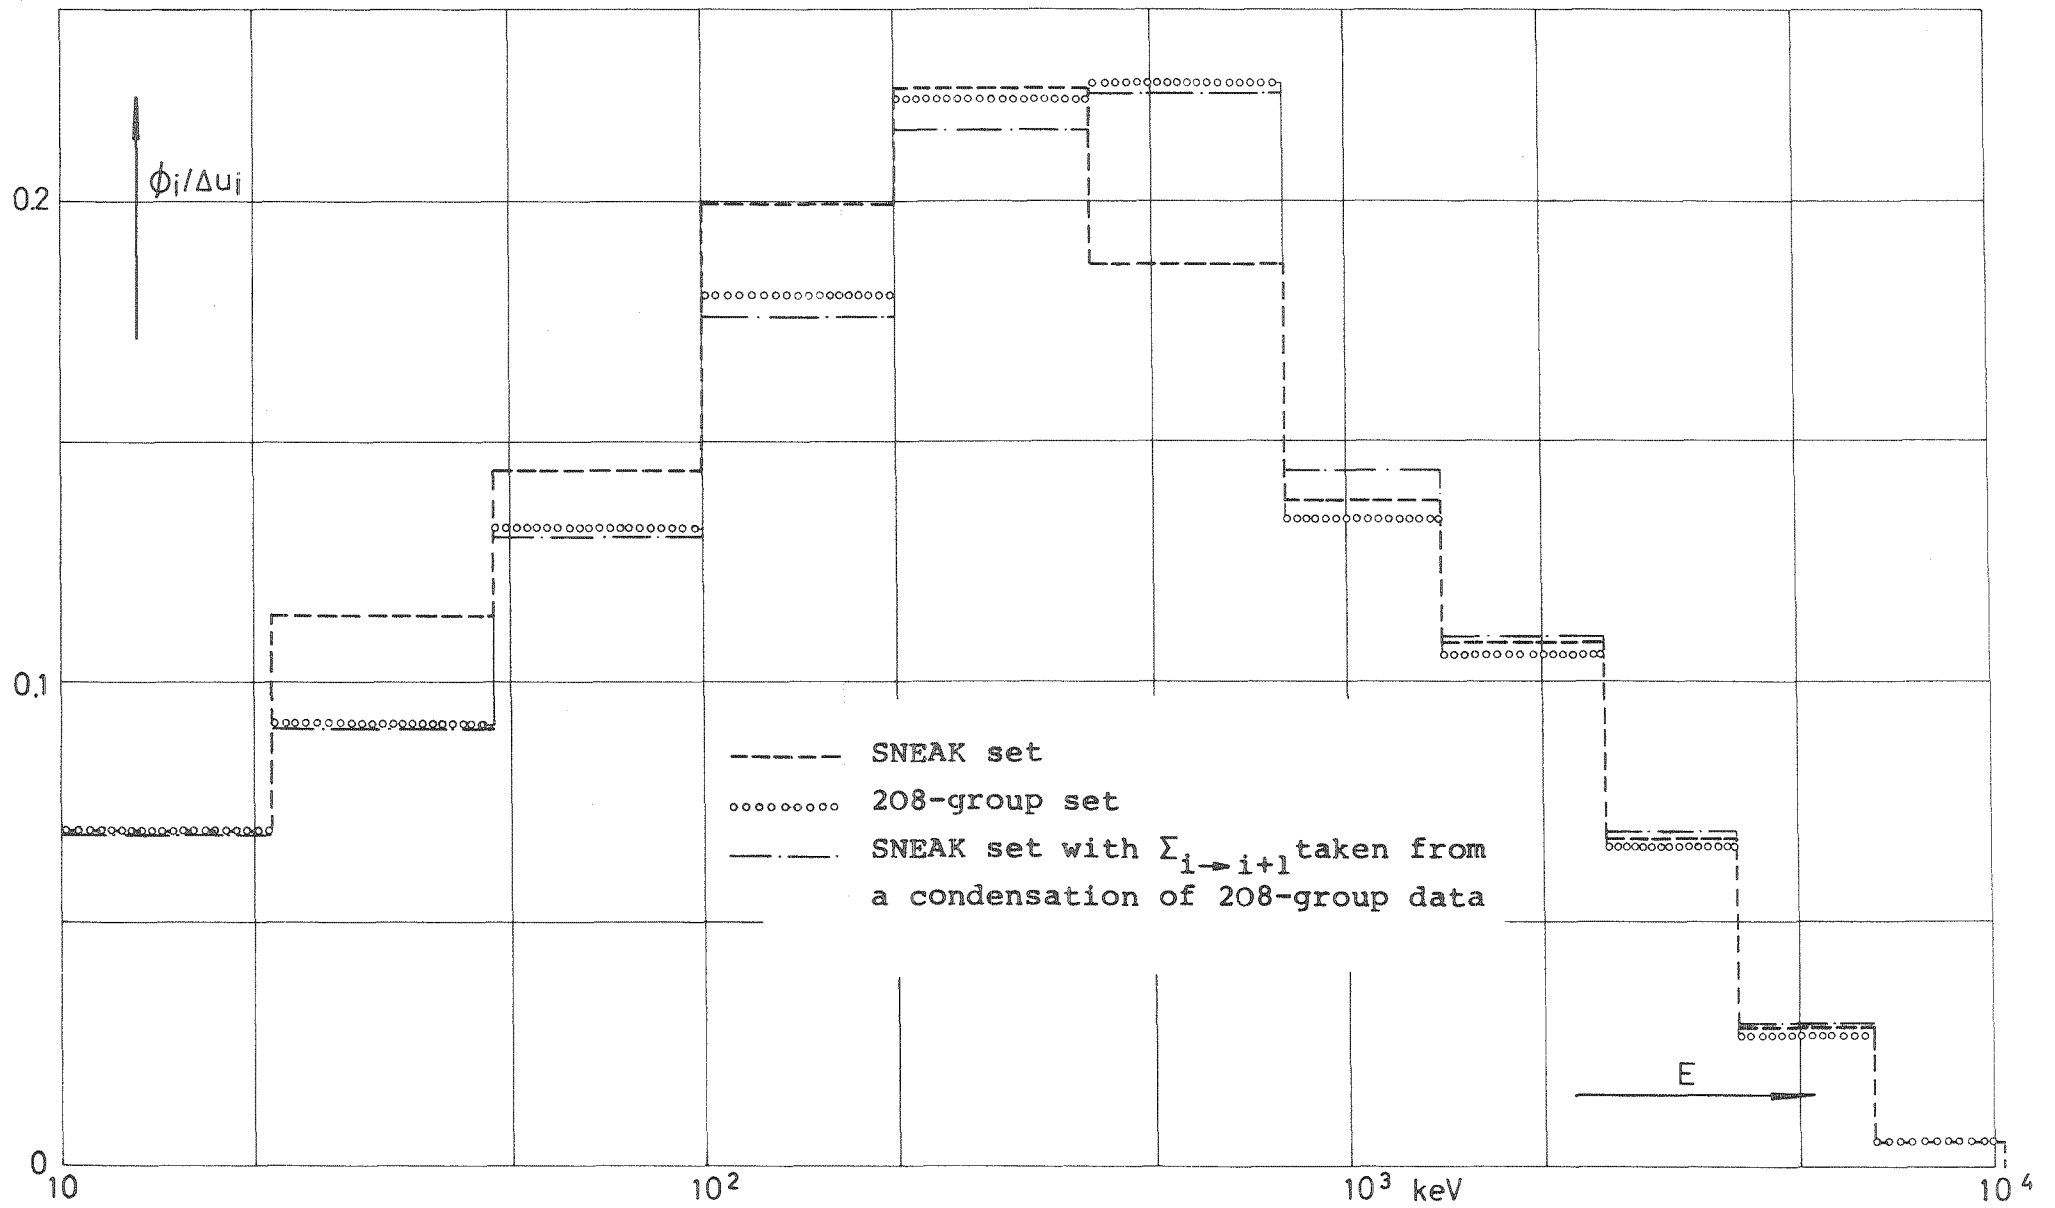 ϕi/Δui
0.2
0.1
0
SNEAK set
208-group set
SNEAK set with Σi→i+1 taken from
a condensation of 208-group data
E
10
10²
10³ keV
10⁴